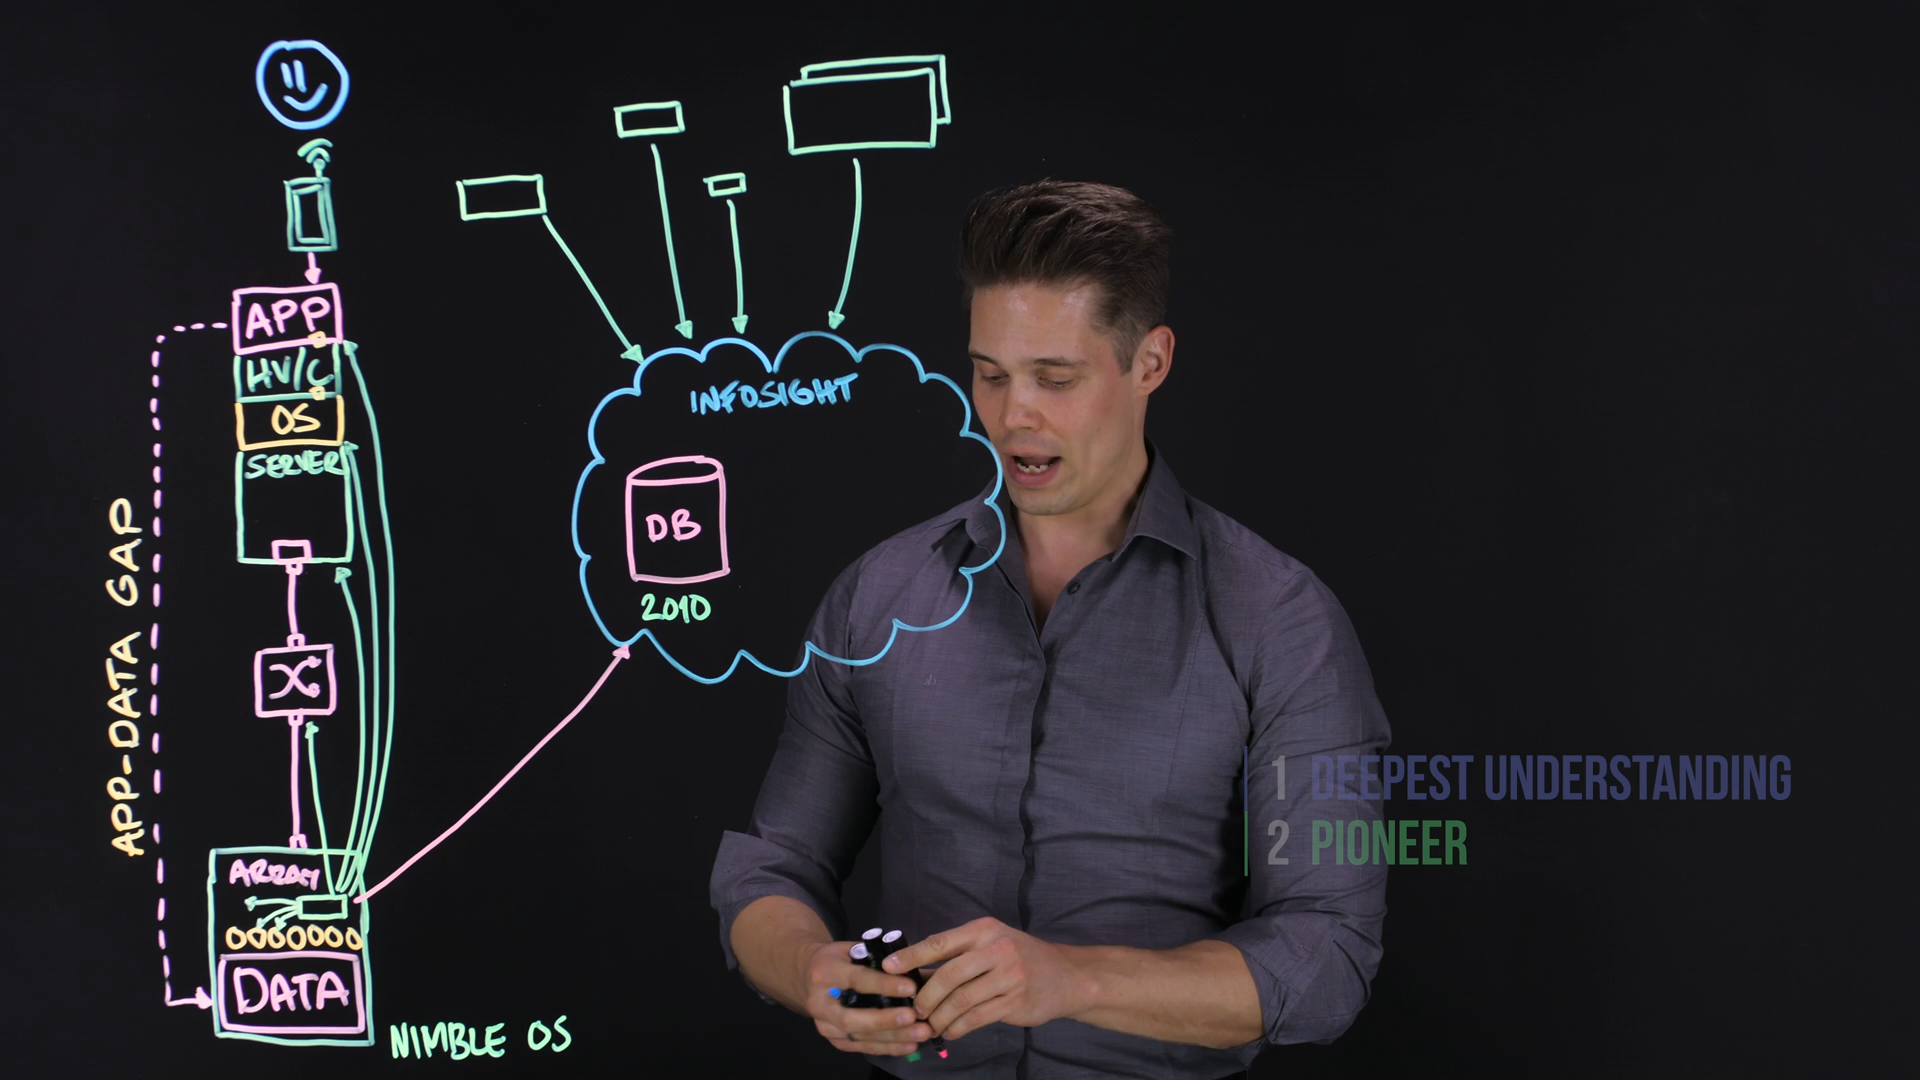 APP
HV/C
OS
SERVER
APP-DATA GAP
ARRAY
DATA
NIMBLE OS
INFOSIGHT
DB
2010
1 DEEPEST UNDERSTANDING
2 PIONEER